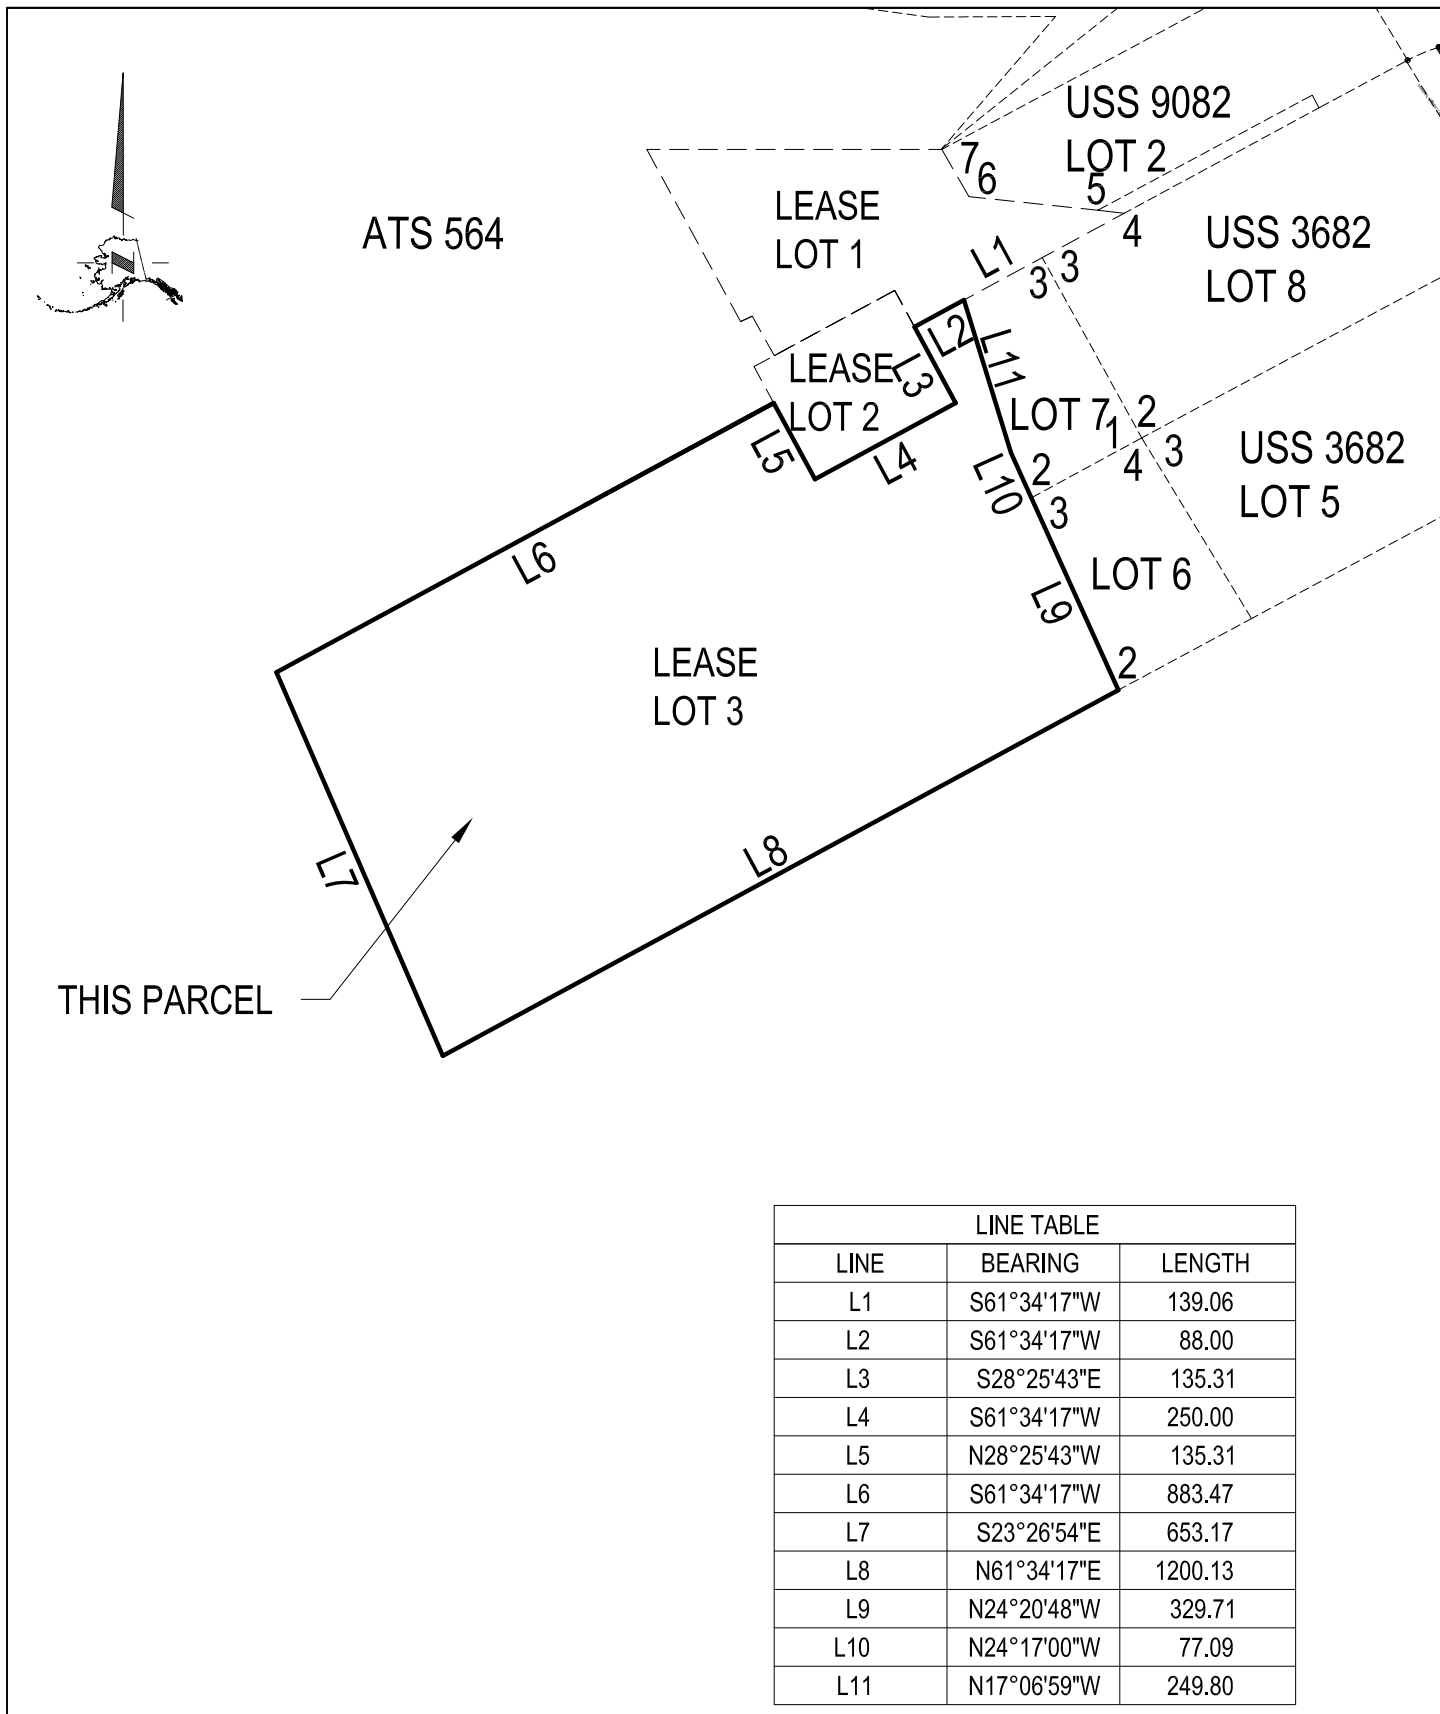 USS 9082
LOT 2
7
6
5
4
LEASE
LOT 1
ATS 564
USS 3682
LOT 8
L1
3
3
L2
L11
L3
LEASE
LOT 2
LOT 7
1
2
4
3
USS 3682
LOT 5
L5
L4
L10
2
3
L6
LOT 6
L9
2
LEASE
LOT 3
L8
L7
THIS PARCEL
LINE TABLE
LINE BEARING LENGTH
L1 S61°34'17"W 139.06
L2 S61°34'17"W 88.00
L3 S28°25'43"E 135.31
L4 S61°34'17"W 250.00
L5 N28°25'43"W 135.31
L6 S61°34'17"W 883.47
L7 S23°26'54"E 653.17
L8 N61°34'17"E 1200.13
L9 N24°20'48"W 329.71
L10 N24°17'00"W 77.09
L11 N17°06'59"W 249.80